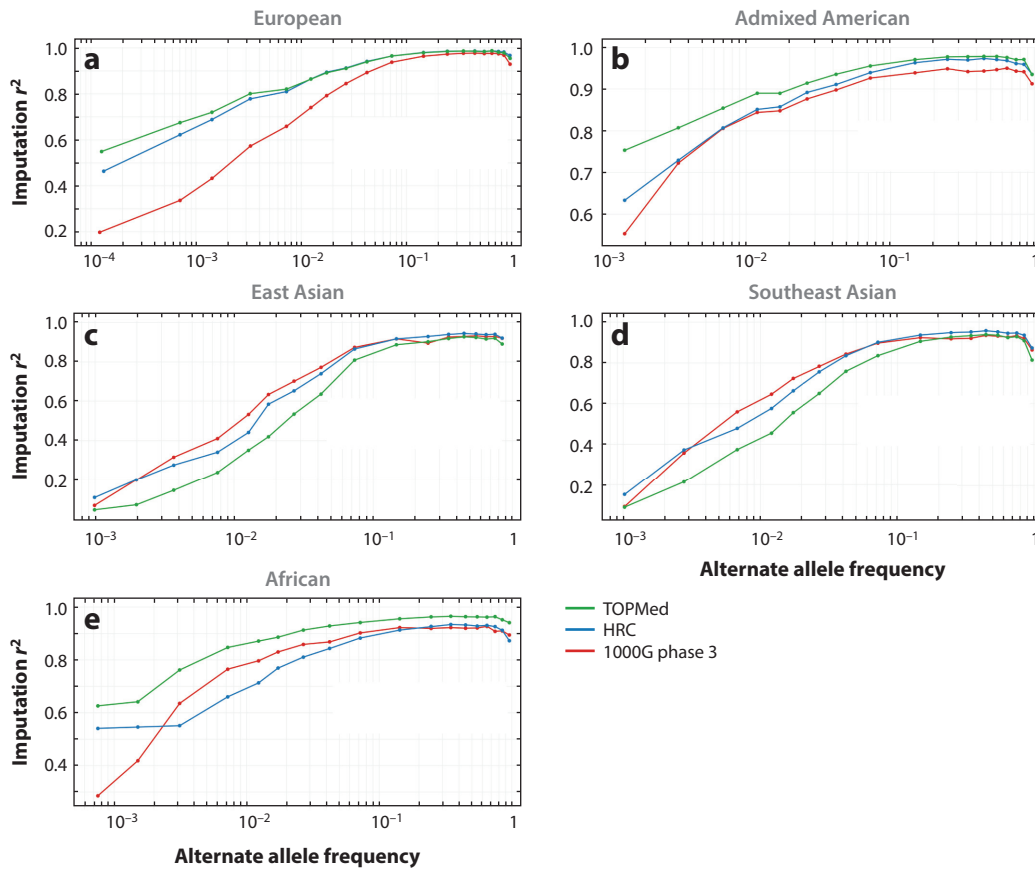 European
a
Imputation r²
1.0
0.8
0.6
0.4
0.2
10⁻⁴
10⁻³
10⁻²
10⁻¹
1
Admixed American
b
1.0
0.9
0.8
0.7
0.6
10⁻³
10⁻²
10⁻¹
1
East Asian
c
Imputation r²
1.0
0.8
0.6
0.4
0.2
10⁻³
10⁻²
10⁻¹
1
Southeast Asian
d
1.0
0.8
0.6
0.4
0.2
10⁻³
10⁻²
10⁻¹
1
Alternate allele frequency
African
e
Imputation r²
1.0
0.8
0.6
0.4
10⁻³
10⁻²
10⁻¹
1
Alternate allele frequency
TOPMed
HRC
1000G phase 3